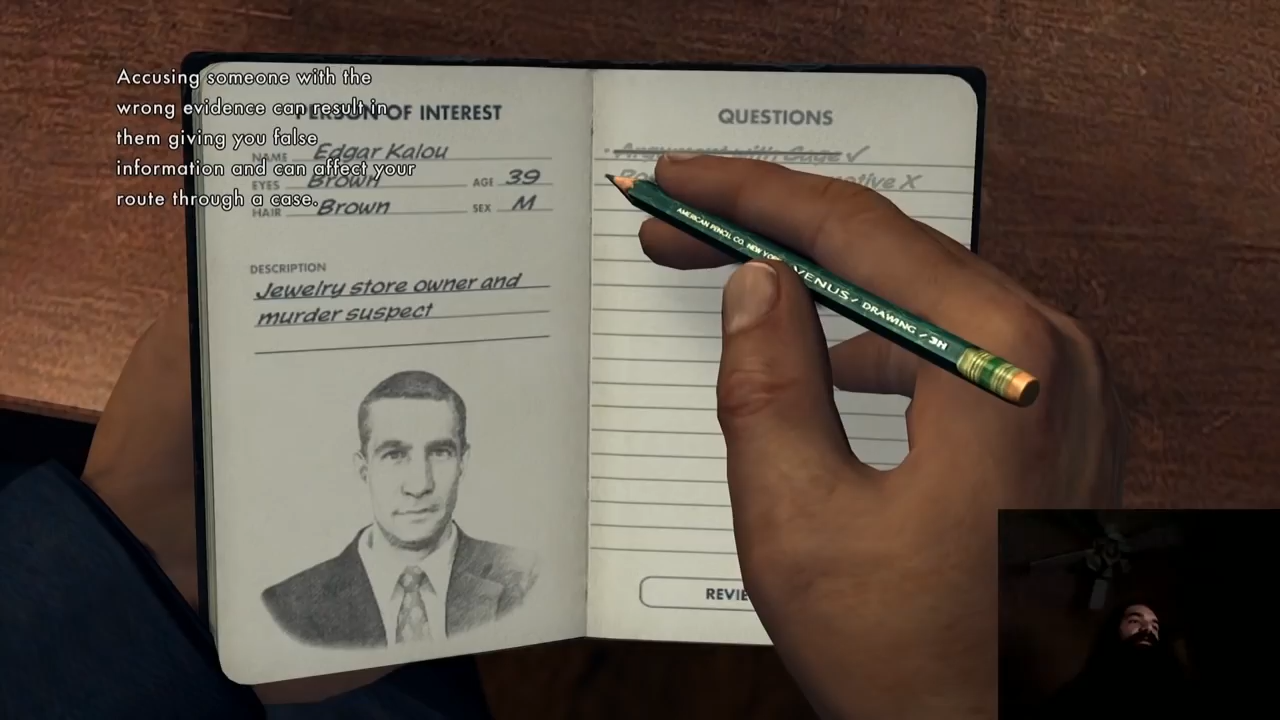 Accusing someone with the
wrong evidence can result in
them giving you false
information and can affect your
route through a case.
PERSON OF INTEREST
NAME Edgar Kalou
EYES Brown AGE 39
HAIR Brown SEX M
DESCRIPTION
Jewelry store owner and
murder suspect
QUESTIONS
Argument with Gage ✓
motive X
AMERICAN PENCIL CO. NEW YORK VENUS / DRAWING / 3H